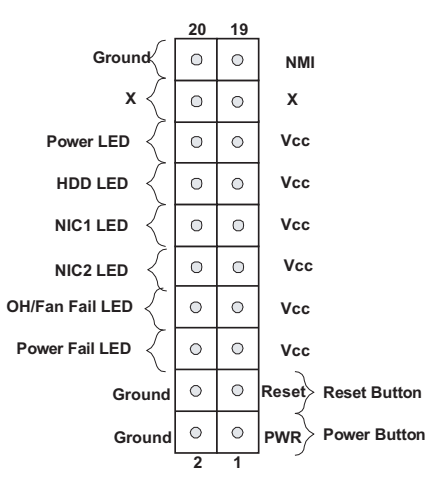 20 19
Ground NMI
X X
Power LED Vcc
HDD LED Vcc
NIC1 LED Vcc
NIC2 LED Vcc
OH/Fan Fail LED Vcc
Power Fail LED Vcc
Ground Reset Reset Button
Ground PWR Power Button
2 1